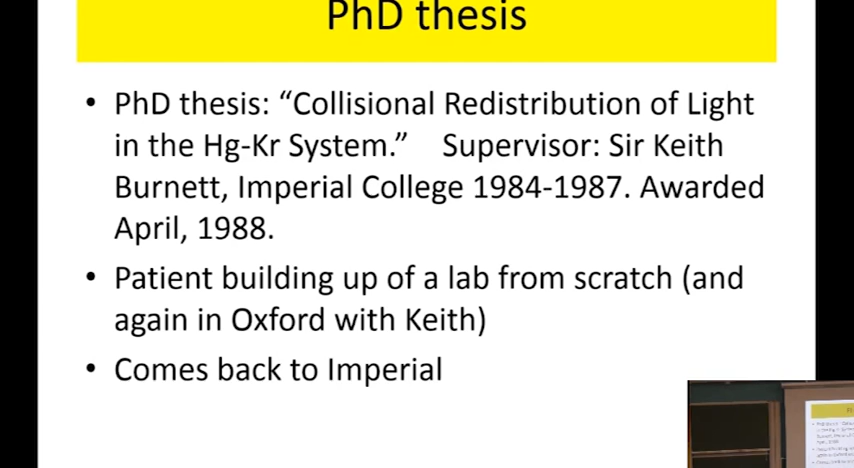 PhD thesis
• PhD thesis: “Collisional Redistribution of Light
in the Hg-Kr System.” Supervisor: Sir Keith
Burnett, Imperial College 1984-1987. Awarded
April, 1988.
• Patient building up of a lab from scratch (and
again in Oxford with Keith)
• Comes back to Imperial